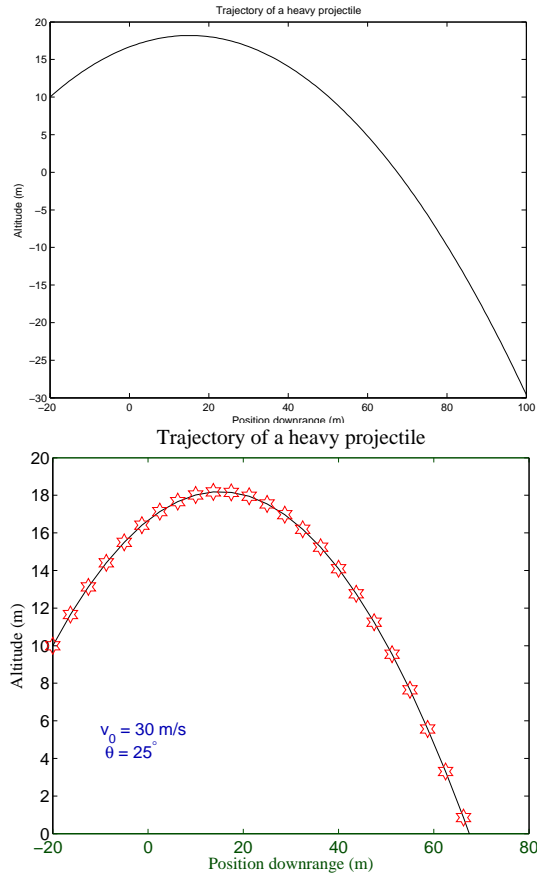 Trajectory of a heavy projectile
20
15
10
5
0
−5
−10
−15
−20
−25
−30
Altitude (m)
−20 0 20 40 60 80 100
Position downrange (m)
Trajectory of a heavy projectile
20
18
16
14
12
10
8
6
4
2
0
Altitude (m)
v0 = 30 m/s
θ = 25°
−20 0 20 40 60 80
Position downrange (m)